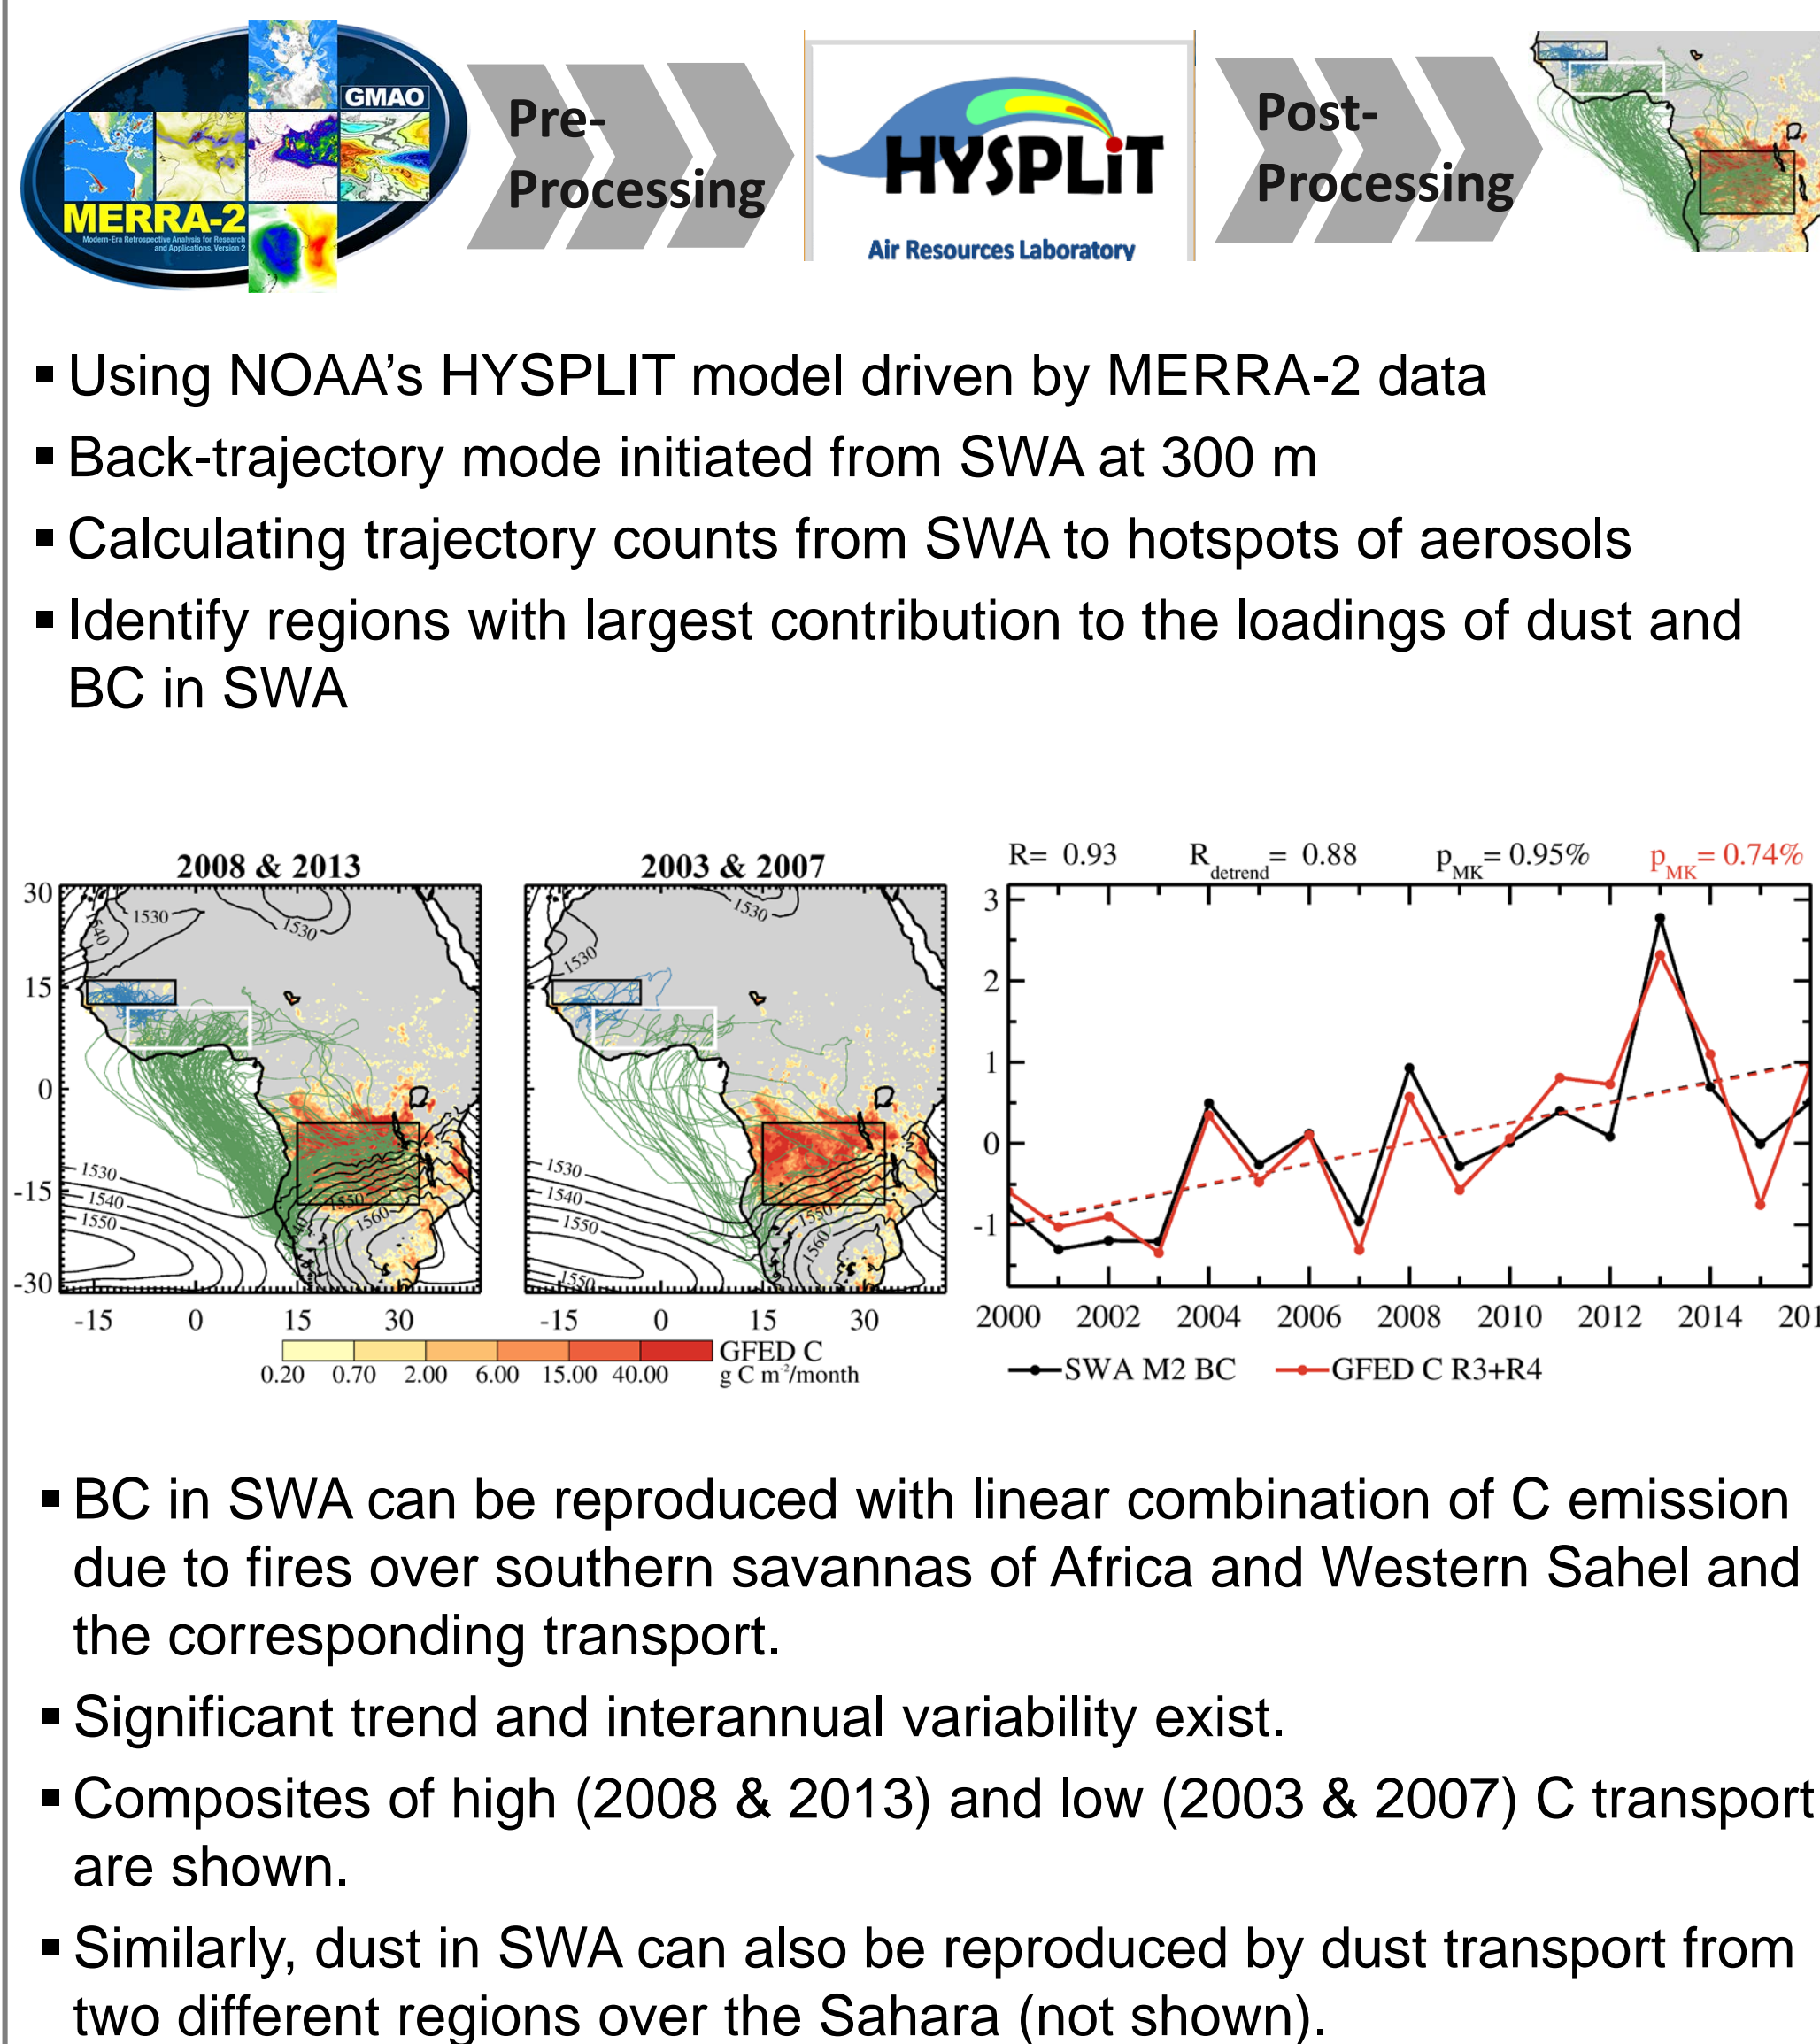 GMAO
MERRA-2
Modern-Era Retrospective Analysis for Research
and Applications, Version 2
Pre-
Processing
HYSPLiT
Air Resources Laboratory
Post-
Processing
▪ Using NOAA’s HYSPLIT model driven by MERRA-2 data
▪ Back-trajectory mode initiated from SWA at 300 m
▪ Calculating trajectory counts from SWA to hotspots of aerosols
▪ Identify regions with largest contribution to the loadings of dust and
BC in SWA
2008 & 2013
30
15
0
-15
-30
-15 0 15 30
1530
1530
1530
1540
1550
1550
1560
2003 & 2007
-15 0 15 30
1530
1530
1530
1540
1550
1550
1550
1560
0.20 0.70 2.00 6.00 15.00 40.00
GFED C
g C m⁻²/month
R= 0.93 R detrend= 0.88 pMK= 0.95% pMK= 0.74%
3
2
1
0
-1
2000 2002 2004 2006 2008 2010 2012 2014
SWA M2 BC GFED C R3+R4
▪ BC in SWA can be reproduced with linear combination of C emission
due to fires over southern savannas of Africa and Western Sahel and
the corresponding transport.
▪ Significant trend and interannual variability exist.
▪ Composites of high (2008 & 2013) and low (2003 & 2007) C transport
are shown.
▪ Similarly, dust in SWA can also be reproduced by dust transport from
two different regions over the Sahara (not shown).